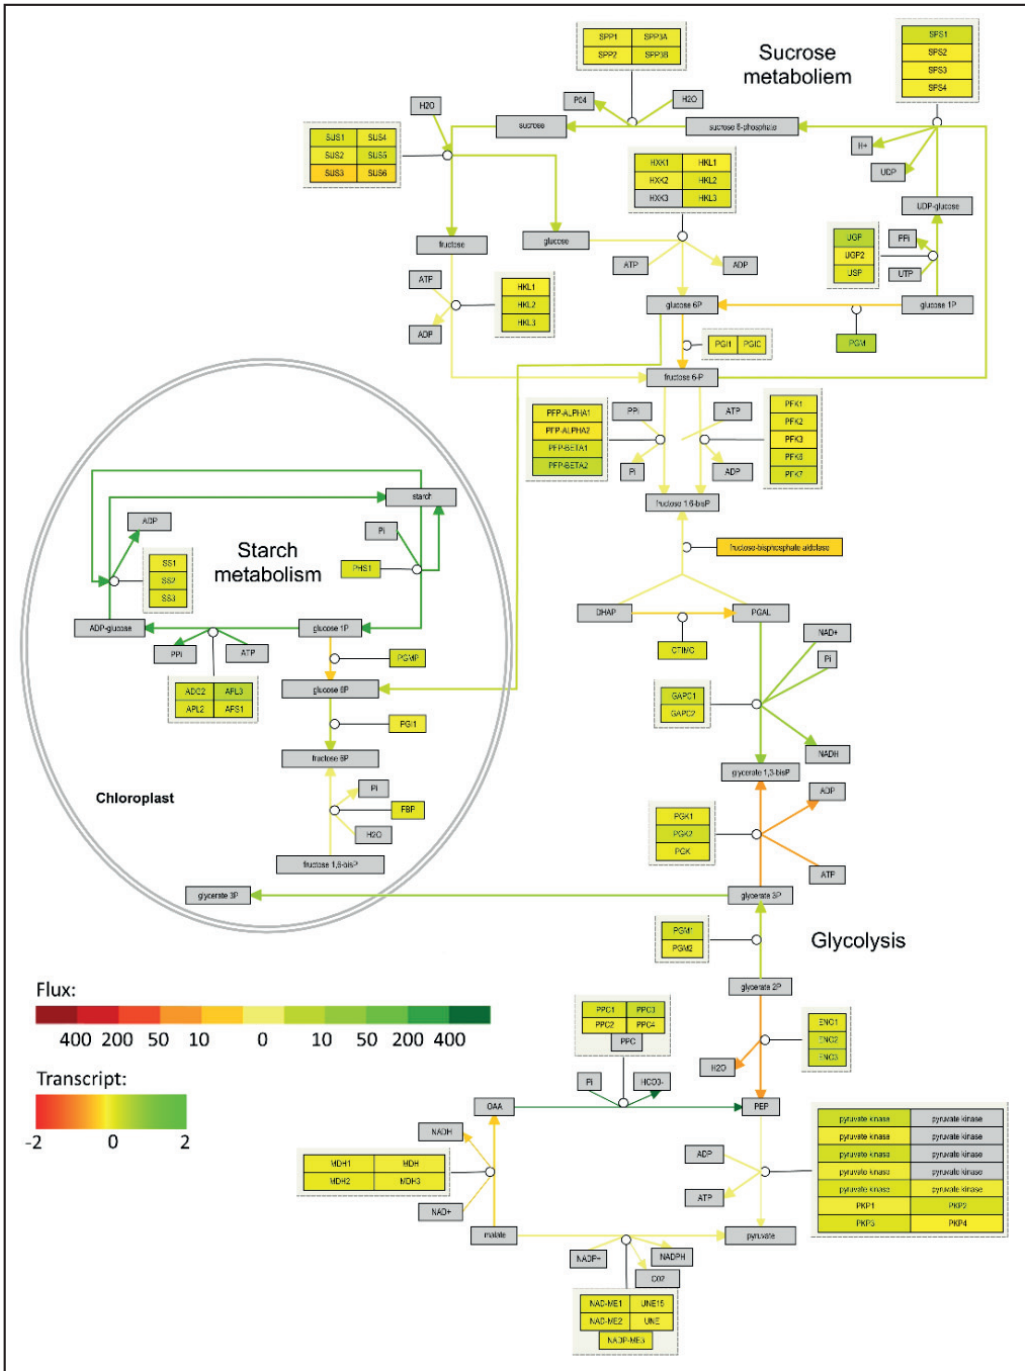 Sucrose
metaboliem
SPP1 SPP3A
SPP2 SPP3B
SPS1
SPS2
SPS3
SPS4
H2O
P04
H2O
sucrose
sucrose 6-phosphate
H+
UDP
SUS1 SUS4
SUS2 SUS5
SUS3 SUS6
HXK1 HKL1
HXK2 HKL2
HXK3 HKL3
UDP-glucose
fructose
glucose
UGP
UGP2
USP
PPi
UTP
ATP
ADP
ATP
ADP
HKL1
HKL2
HKL3
glucose 6P
glucose 1P
PGM
PGI1 PGIC
fructose 6-P
PFP-ALPHA1
PFP-ALPHA2
PFP-BETA1
PFP-BETA2
PPi
Pi
ATP
ADP
PFK1
PFK2
PFK3
PFK6
PFK7
fructose 1,6-bisP
fructose-bisphosphate aldolase
starch
ADP
Pi
Starch
metabolism
SS1
SS2
SS3
PHS1
ADP-glucose
glucose 1P
PPi
ATP
PGMP
ADG2 APL3
APL2 APS1
glucose 6P
PGI1
fructose 6P
Pi
FBP
H2O
Chloroplast
fructose 1,6-bisP
glycerate 3P
DHAP
PGAL
CTIMC
NAD+
Pi
GAPC1
GAPC2
NADH
glycerate 1,3-bisP
ADP
PGK1
PGK2
PGK
ATP
glycerate 3P
PGM1
PGM2
Glycolysis
glycerate 2P
Flux:
400 200 50 10 0 10 50 200 400
Transcript:
-2 0 2
PPC1 PPC3
PPC2 PPC4
PPC
ENO1
ENO2
ENO3
H2O
Pi
HCO3-
OAA
PEP
NADH
MDH1 MDH
MDH2 MDH3
NAD+
ADP
ATP
pyruvate kinase pyruvate kinase
pyruvate kinase pyruvate kinase
pyruvate kinase pyruvate kinase
pyruvate kinase pyruvate kinase
pyruvate kinase pyruvate kinase
PKP1 PKP2
PKP3 PKP4
malate
pyruvate
NADP+
NADPH
C02
NAD-ME1 UNE15
NAD-ME2 UNE
NADP-ME3